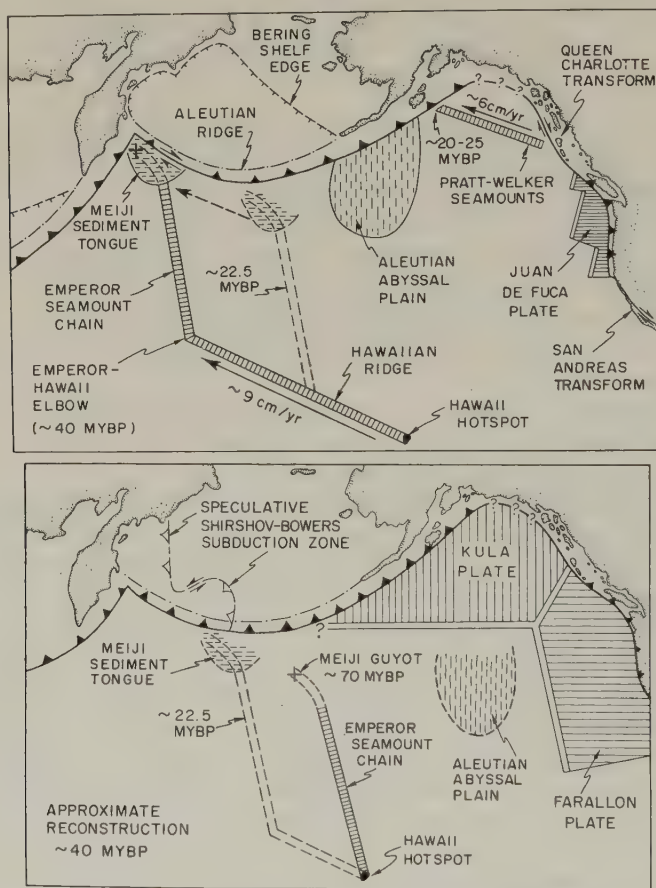 BERING
SHELF
EDGE
QUEEN
CHARLOTTE
TRANSFORM
ALEUTIAN
RIDGE
? ? ?
~6cm/yr
~20-25
MYBP
PRATT-WELKER
SEAMOUNTS
MEIJI
SEDIMENT
TONGUE
ALEUTIAN
ABYSSAL
PLAIN
~22.5
MYBP
EMPEROR
SEAMOUNT
CHAIN
JUAN
DE FUCA
PLATE
EMPEROR-
HAWAII
ELBOW
(~40 MYBP)
HAWAIIAN
RIDGE
SAN
ANDREAS
TRANSFORM
~9 cm/yr
HAWAII
HOTSPOT
SPECULATIVE
SHIRSHOV-BOWERS
SUBDUCTION ZONE
? ? ?
KULA
PLATE
?
MEIJI
SEDIMENT
TONGUE
MEIJI GUYOT
~70 MYBP
~22.5
MYBP
EMPEROR
SEAMOUNT
CHAIN
ALEUTIAN
ABYSSAL
PLAIN
FARALLON
PLATE
APPROXIMATE
RECONSTRUCTION
~40 MYBP
HAWAII
HOTSPOT